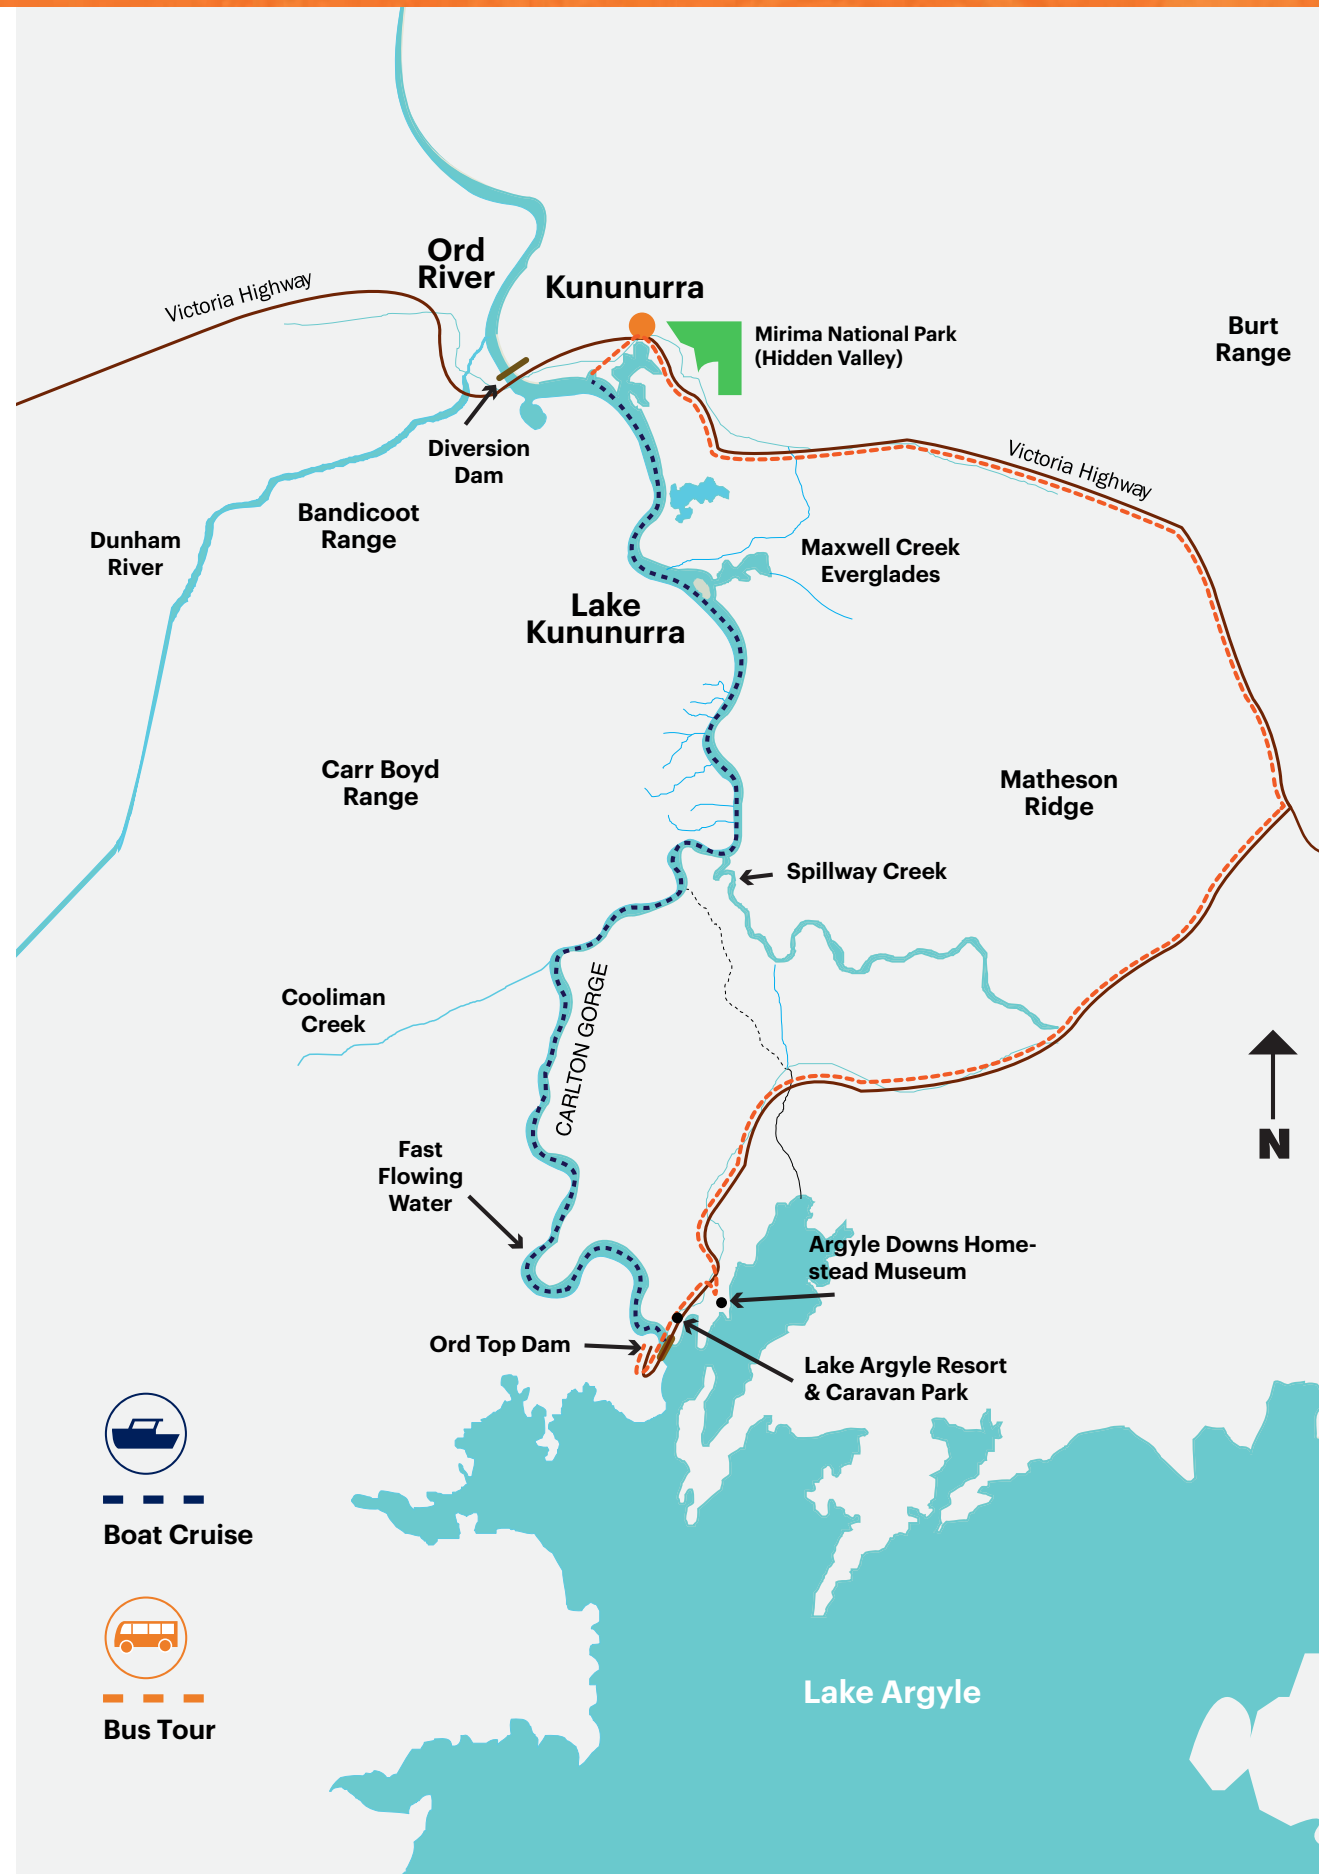 Ord
River
Kununurra
Victoria Highway
Mirima National Park
(Hidden Valley)
Burt
Range
Diversion
Dam
Victoria Highway
Bandicoot
Range
Dunham
River
Maxwell Creek
Everglades
Lake
Kununurra
Carr Boyd
Range
Matheson
Ridge
Spillway Creek
Cooliman
Creek
CARLTON GORGE
N
Fast
Flowing
Water
Argyle Downs Home-
stead Museum
Ord Top Dam
Lake Argyle Resort
& Caravan Park
Boat Cruise
Lake Argyle
Bus Tour